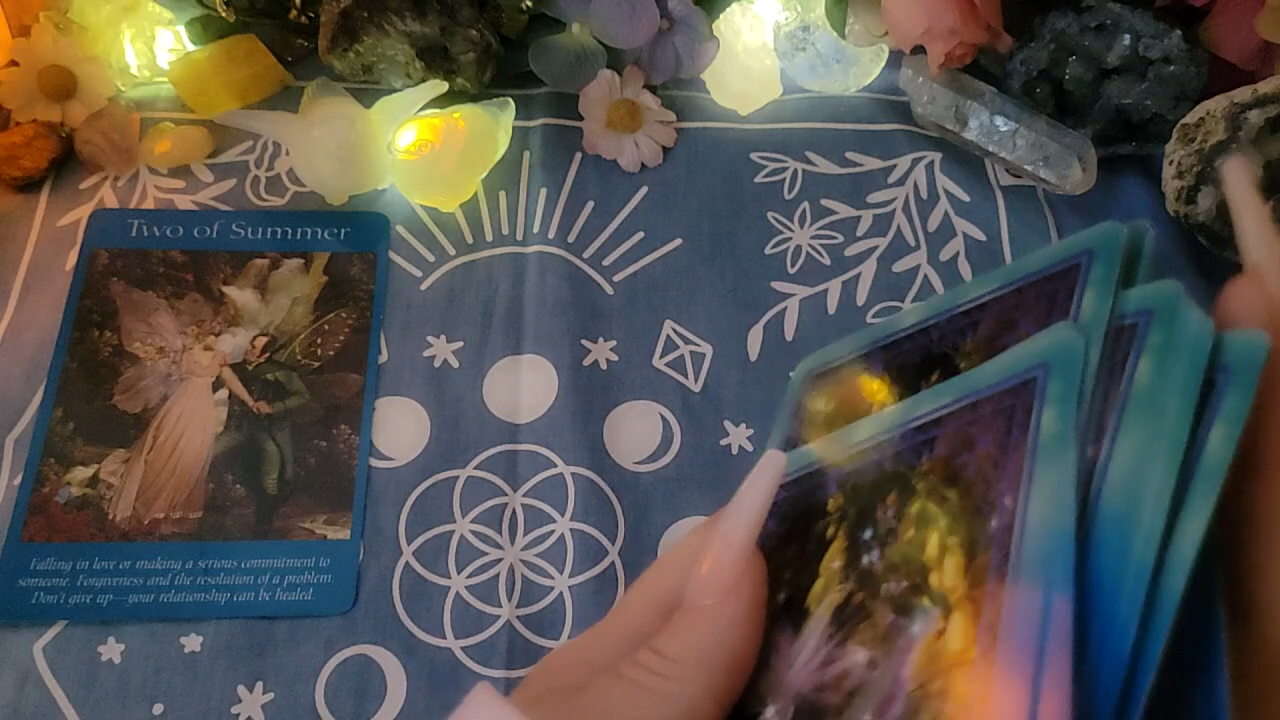 Two of Summer
Falling in love or making a serious commitment to
someone. Forgiveness and the resolution of a problem.
Don't give up—your relationship can be healed.